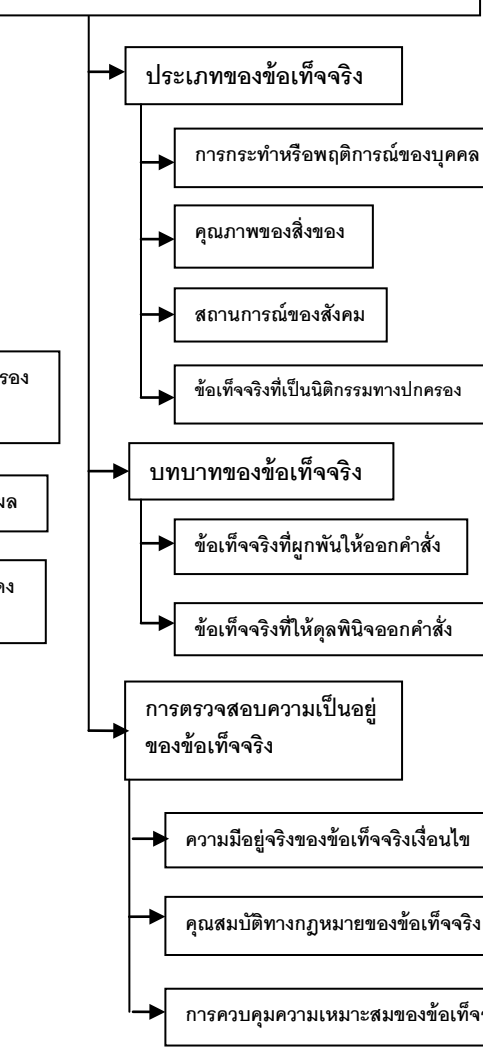 ประเภทของข้อเท็จจริง
การกระทำหรือพฤติการณ์ของบุคคล
คุณภาพของสิ่งของ
สถานการณ์ของสังคม
ข้อเท็จจริงที่เป็นนิติกรรมทางปกครอง
บทบาทของข้อเท็จจริง
ข้อเท็จจริงที่ผูกพันให้ออกคำสั่ง
ข้อเท็จจริงที่ให้ดุลพินิจออกคำสั่ง
การตรวจสอบความเป็นอยู่
ของข้อเท็จจริง
ความมีอยู่จริงของข้อเท็จจริงเงื่อนไข
คุณสมบัติทางกฎหมายของข้อเท็จจริง
การควบคุมความเหมาะสมของ